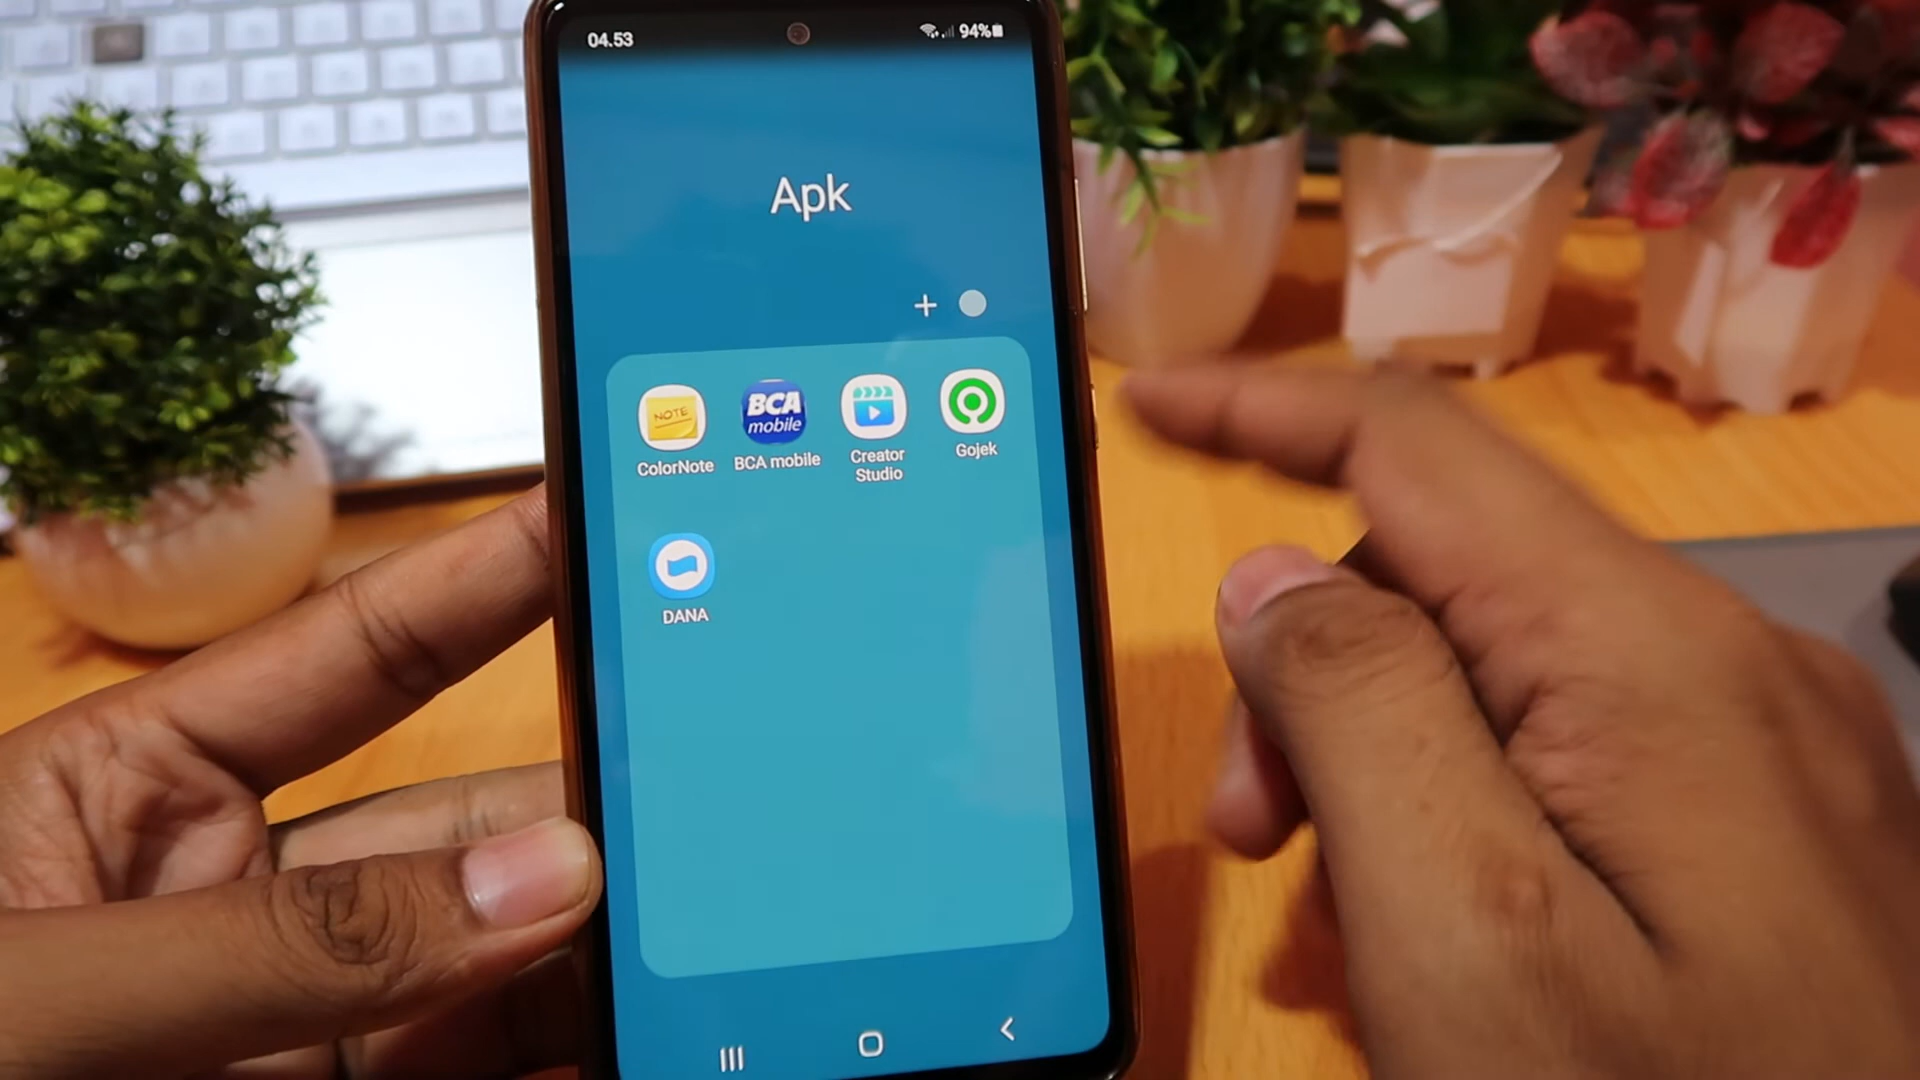 04.53
94%
Apk
NOTE
BCA
mobile
ColorNote
BCA mobile
Creator
Studio
Gojek
DANA